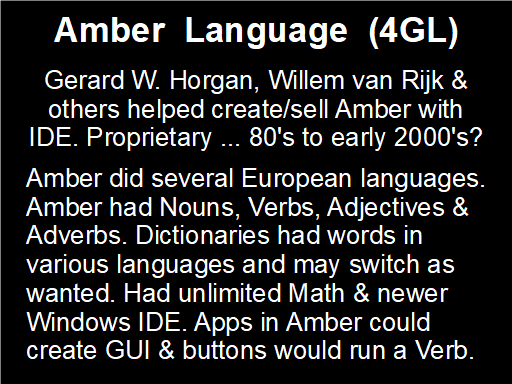 Amber Language (4GL)
Gerard W. Horgan, Willem van Rijk &
others helped create/sell Amber with
IDE. Proprietary ... 80's to early 2000's?
Amber did several European languages.
Amber had Nouns, Verbs, Adjectives &
Adverbs. Dictionaries had words in
various languages and may switch as
wanted. Had unlimited Math & newer
Windows IDE. Apps in Amber could
create GUI & buttons would run a Verb.